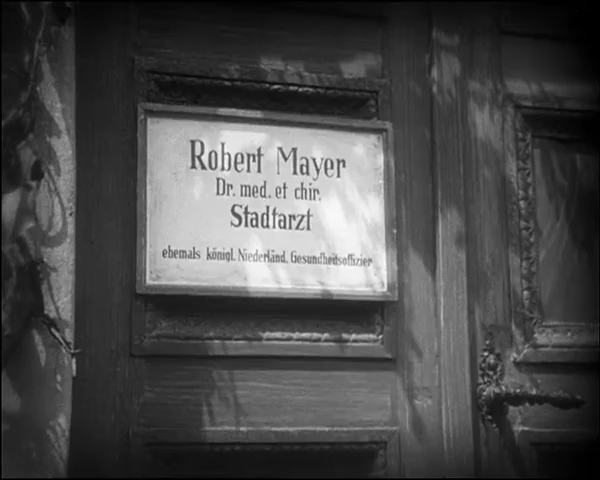 Robert Mayer
Dr. med. et chir.
Stadtarzt
ehemals königl. Niederländ. Gesundheitsoffizier